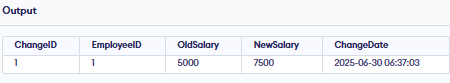 Output
ChangeID EmployeeID OldSalary NewSalary ChangeDate
1 1 5000 7500 2025-06-30 06:37:03